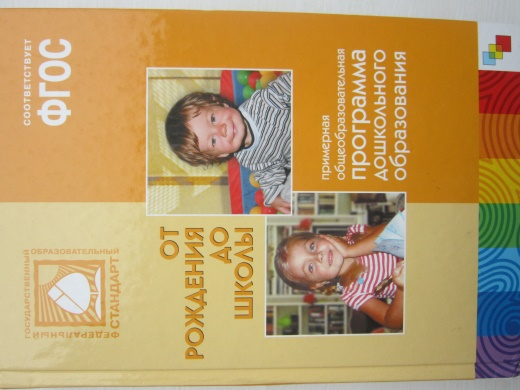 СООТВЕТСТВУЕТ
ФГОС
ГОСУДАРСТВЕННЫЙ ОБРАЗОВАТЕЛЬНЫЙ
ФЕДЕРАЛЬНЫЙ
СТАНДАРТ
ОТ
РОЖДЕНИЯ
ДО
ШКОЛЫ
примерная
общеобразовательная
программа
дошкольного
образования